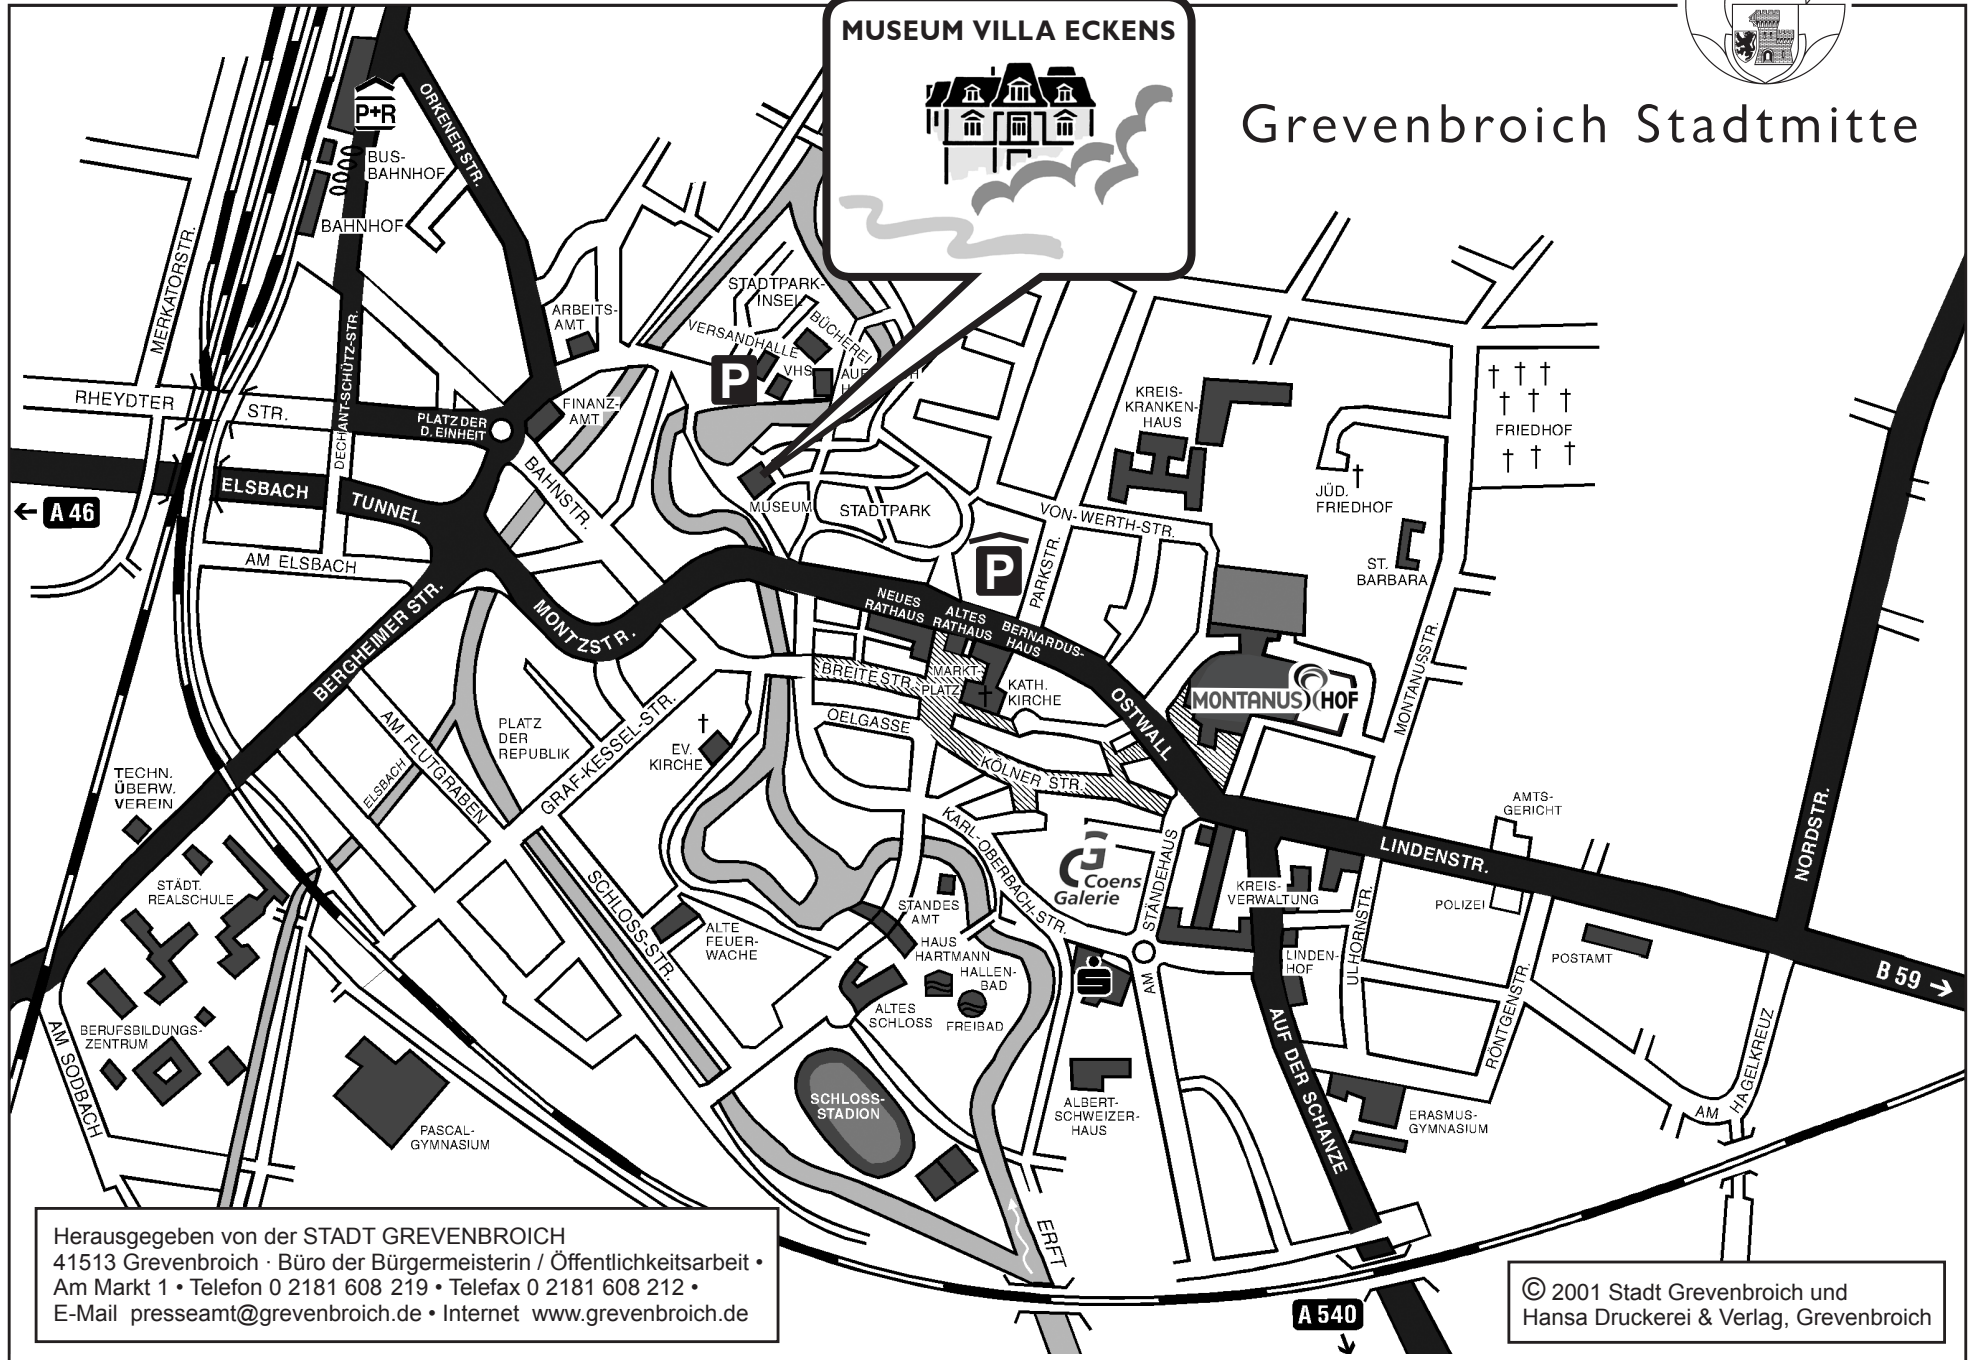 MUSEUM VILLA ECKENS
Grevenbroich Stadtmitte
P+R
BUS-
BAHNHOF
BAHNHOF
ORKENER STR.
MERKATORSTR.
DECHANT-SCHÜTZ-STR.
ARBEITS-
AMT
STADTPARK-
INSEL
VERSANDHALLE
BÜCHEREI
VHS
P
RHEYDTER
STR.
PLATZ DER
D. EINHEIT
FINANZ-
AMT
KREIS-
KRANKEN-
HAUS
FRIEDHOF
JÜD.
FRIEDHOF
ST.
BARBARA
A 46
ELSBACH
TUNNEL
BAHNSTR.
AM ELSBACH
MUSEUM
STADTPARK
VON-WERTH-STR.
P
PARKSTR.
BERGHEIMER STR.
MONTZSTR.
NEUES
RATHAUS
ALTES
RATHAUS
BERNARDUS-
HAUS
BREITE STR.
MARKT-
PLATZ
KATH.
KIRCHE
OELGASSE
OSTWALL
MONTANUS HOF
MONTANUSSTR.
AM FLUTGRABEN
ELSBACH
PLATZ
DER
REPUBLIK
GRAF-KESSEL-STR.
EV.
KIRCHE
KÖLNER STR.
TECHN.
ÜBERW.
VEREIN
STÄDT.
REALSCHULE
SCHLOSS-STR.
ALTE
FEUER-
WACHE
KARL-OBERBACH-STR.
CG
Coens
Galerie
AM
STÄNDEHAUS
KREIS-
VERWALTUNG
LINDENSTR.
AMTS-
GERICHT
POLIZEI
NORDSTR.
STANDES
AMT
HAUS
HARTMANN
HALLEN-
BAD
FREIBAD
ALTES
SCHLOSS
LINDEN-
HOF
ULHORNSTR.
POSTAMT
B 59
RÖNTGENSTR.
AM
HAGELKREUZ
AM SODBACH
BERUFSBILDUNGS-
ZENTRUM
PASCAL-
GYMNASIUM
SCHLOSS-
STADION
ALBERT-
SCHWEIZER-
HAUS
AUF DER SCHANZE
ERASMUS-
GYMNASIUM
ERFT
A 540
Herausgegeben von der STADT GREVENBROICH
41513 Grevenbroich · Büro der Bürgermeisterin / Öffentlichkeitsarbeit •
Am Markt 1 • Telefon 0 2181 608 219 • Telefax 0 2181 608 212 •
E-Mail presseamt@grevenbroich.de • Internet www.grevenbroich.de
© 2001 Stadt Grevenbroich und
Hansa Druckerei & Verlag, Grevenbroich